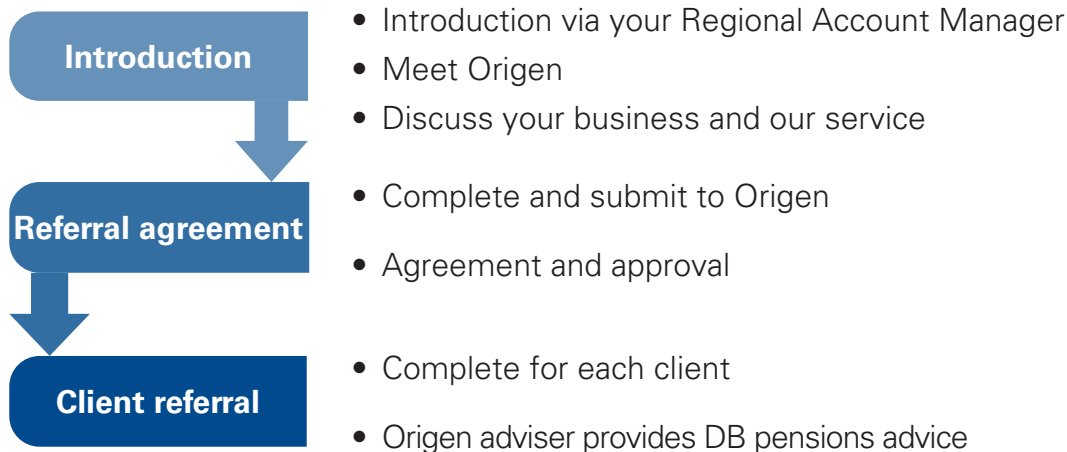 Introduction
• Introduction via your Regional Account Manager
• Meet Origen
• Discuss your business and our service
Referral agreement
• Complete and submit to Origen
• Agreement and approval
Client referral
• Complete for each client
• Origen adviser provides DB pensions advice